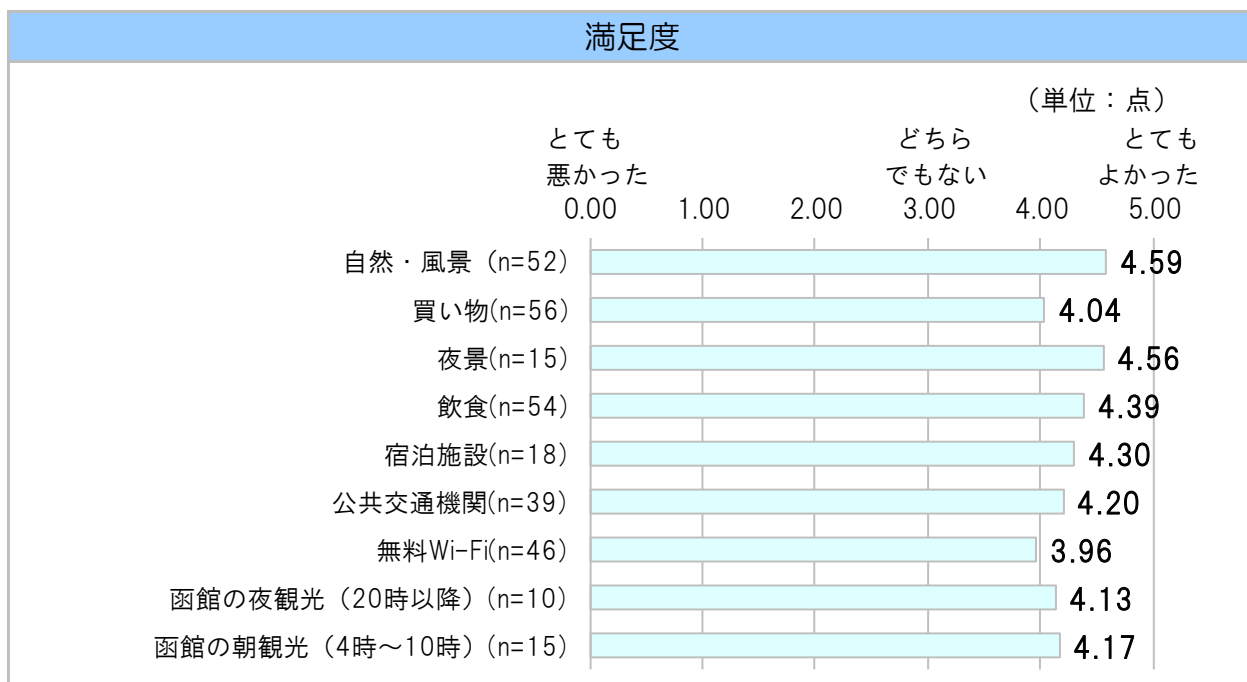 満足度
（単位：点）
とても どちら とても
悪かった でもない よかった
0.00 1.00 2.00 3.00 4.00 5.00
自然・風景（n=52） 4.59
買い物(n=56) 4.04
夜景(n=15) 4.56
飲食(n=54) 4.39
宿泊施設(n=18) 4.30
公共交通機関(n=39) 4.20
無料Wi-Fi(n=46) 3.96
函館の夜観光（20時以降）(n=10) 4.13
函館の朝観光（4時～10時）(n=15) 4.17